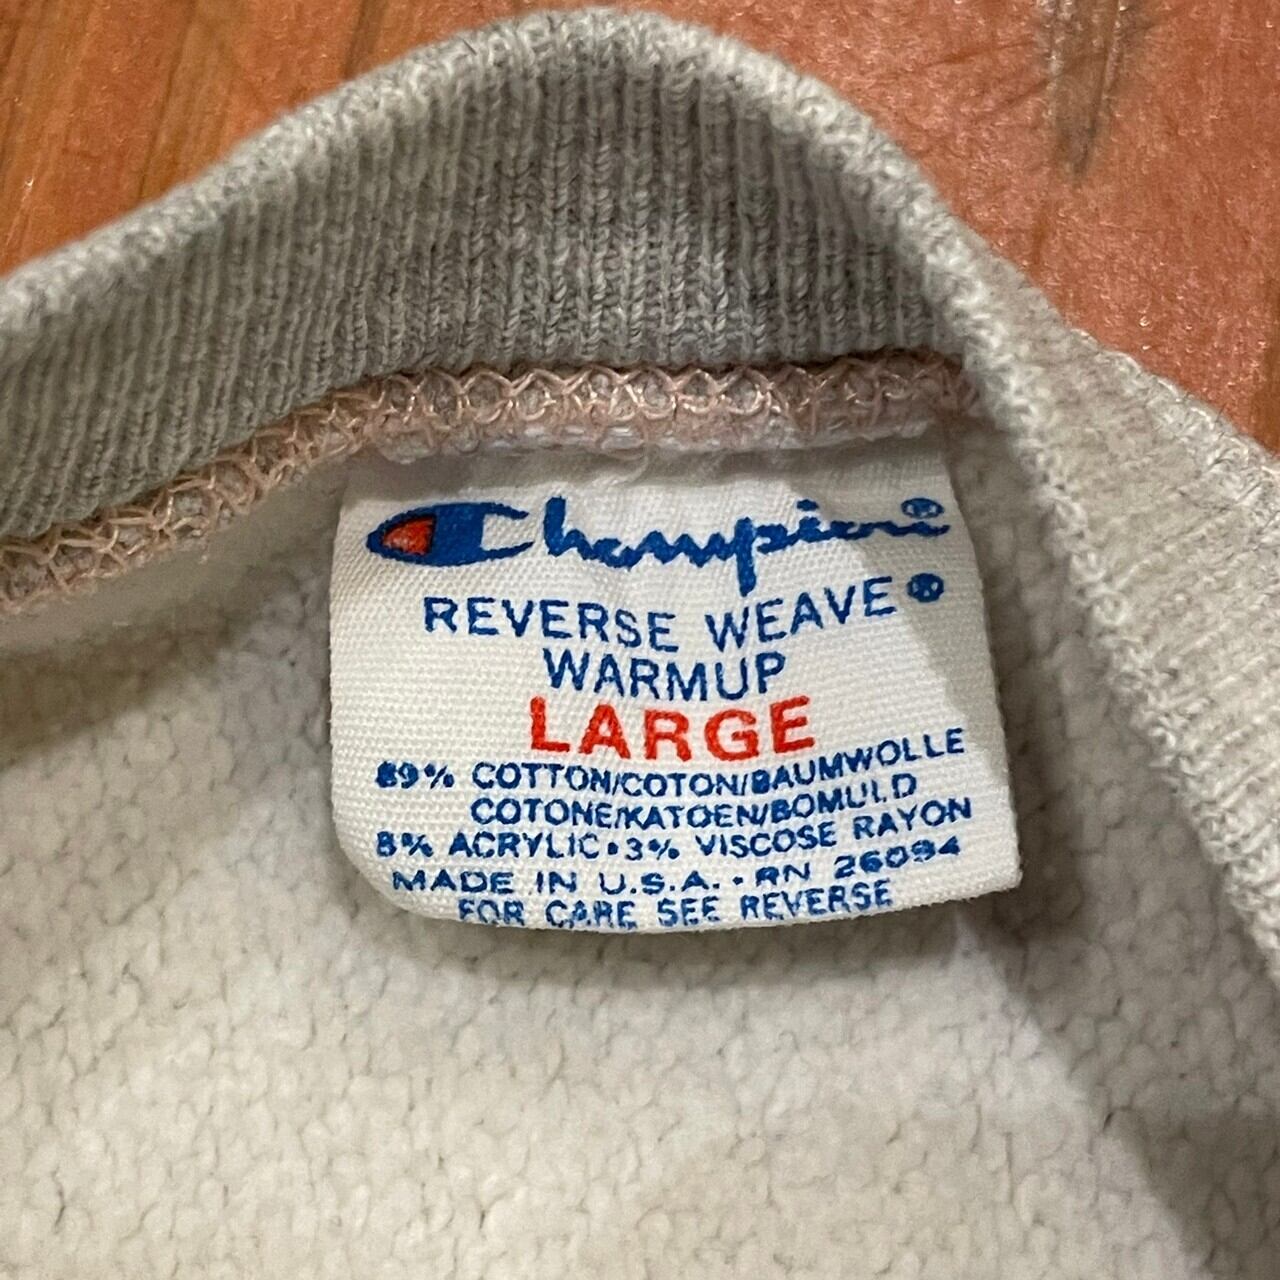 Champion®
REVERSE WEAVE®
WARMUP
LARGE
89% COTTON/COTON/BAUMWOLLE
COTONE/KATOEN/BOMULD
8% ACRYLIC • 3% VISCOSE RAYON
MADE IN U.S.A. • RN 26094
FOR CARE SEE REVERSE